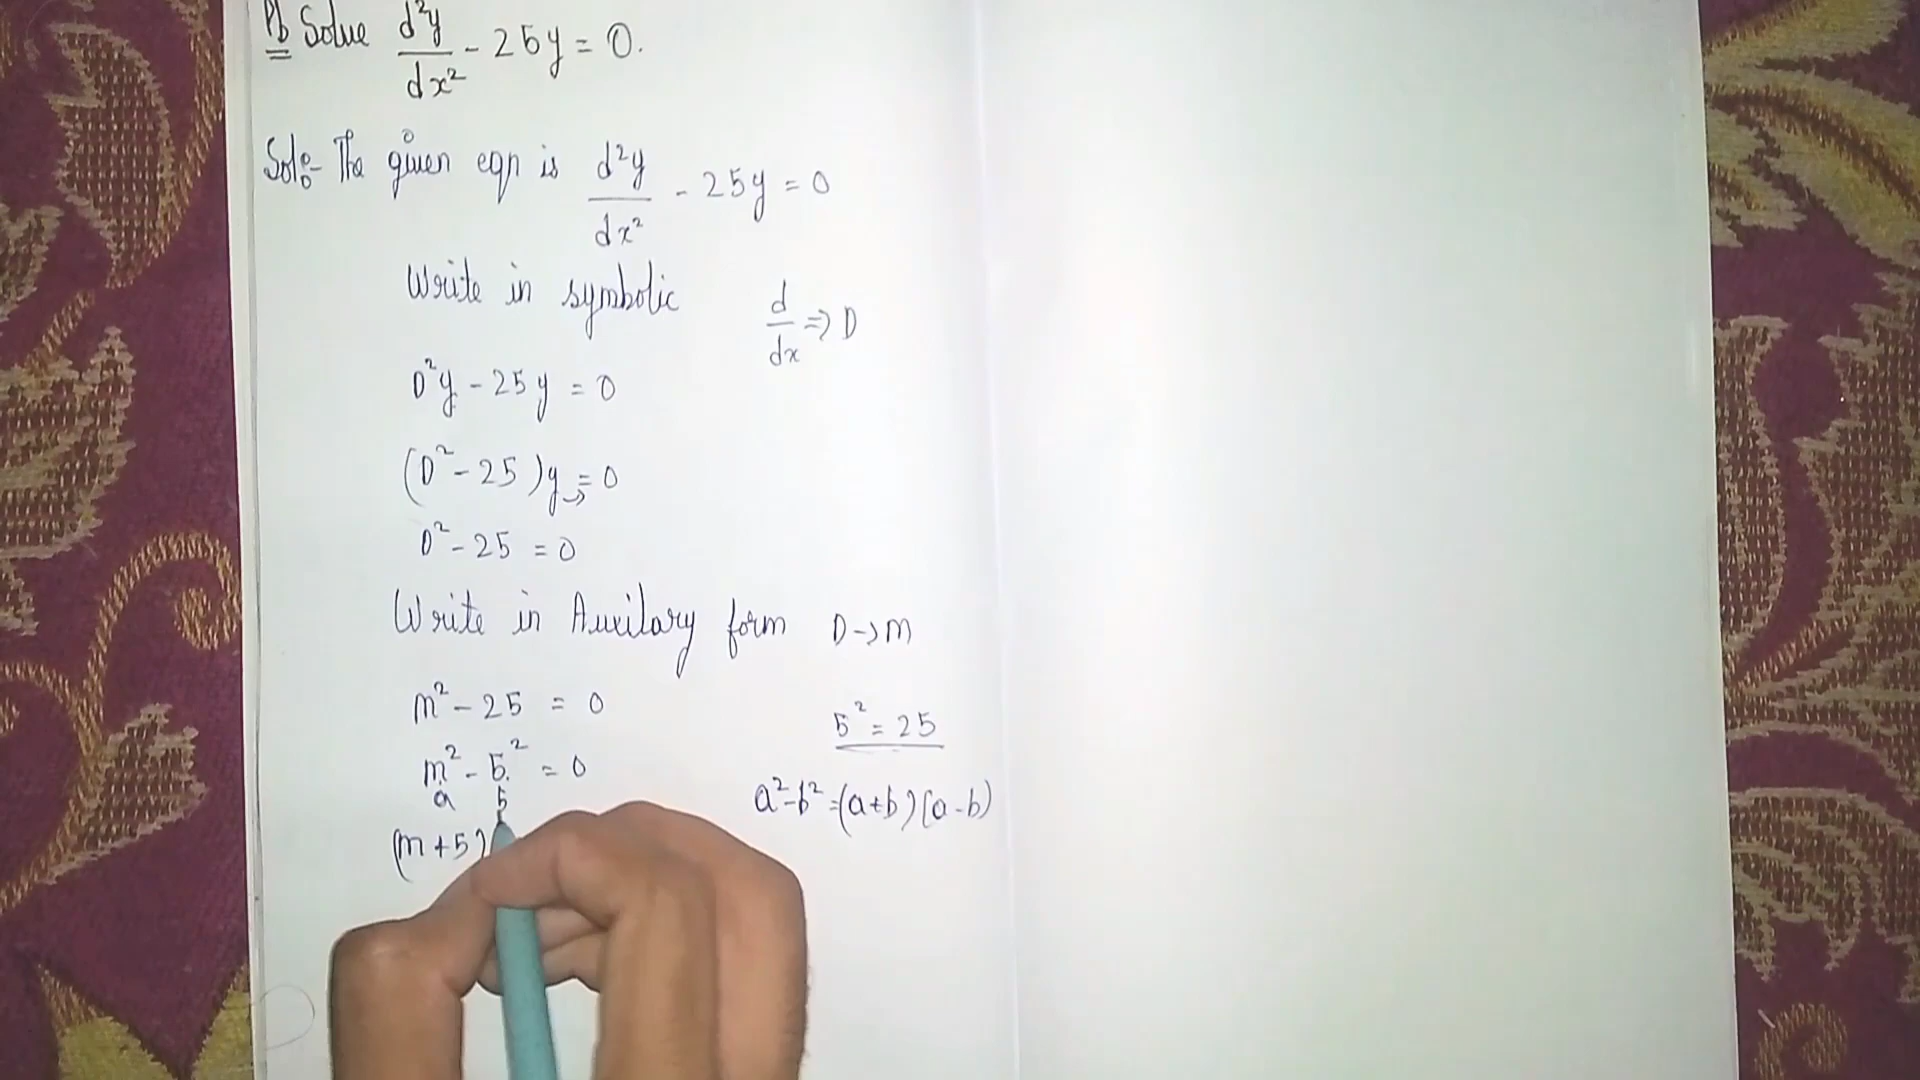 Pb Solve d²y/dx² - 25y = 0.
Sol:- The given eqn is d²y/dx² - 25y = 0
Write in symbolic d/dx => D
D²y - 25y = 0
(D² - 25)y = 0
D² - 25 = 0
Write in Auxilary form D→m
m² - 25 = 0 5² = 25
m² - 5² = 0
a b a²-b² = (a+b)(a-b)
(m+5)